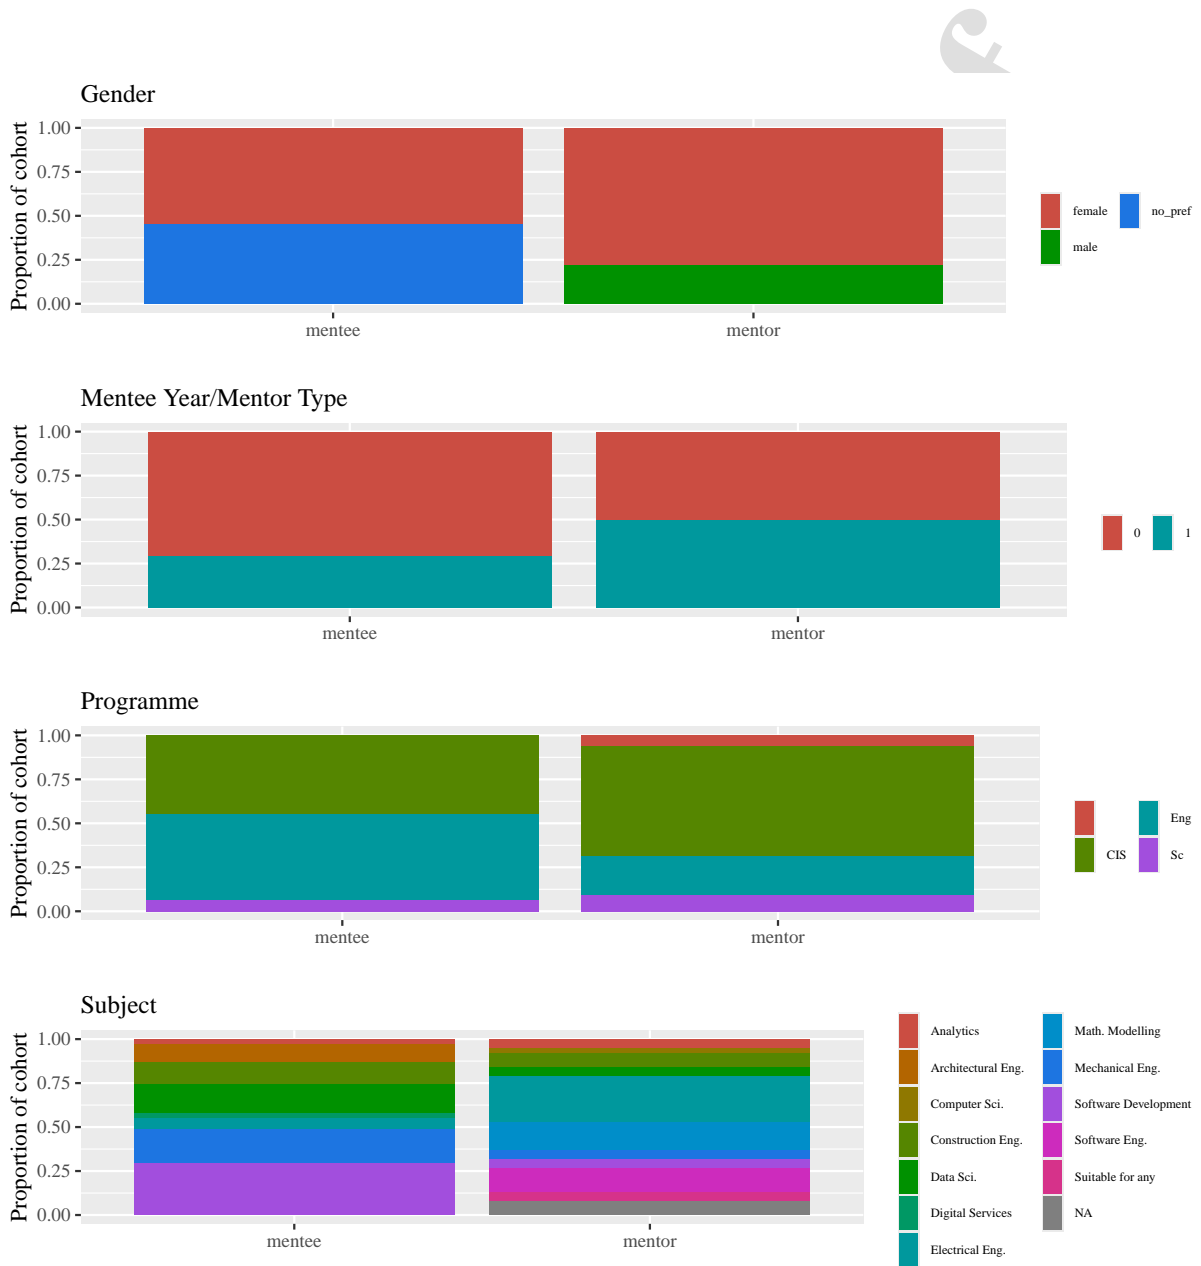 Gender
Proportion of cohort
1.00
0.75
0.50
0.25
0.00
mentee
mentor
female
no_pref
male
Mentee Year/Mentor Type
Proportion of cohort
1.00
0.75
0.50
0.25
0.00
mentee
mentor
0
1
Programme
Proportion of cohort
1.00
0.75
0.50
0.25
0.00
mentee
mentor
Eng
CIS
Sc
Subject
Proportion of cohort
1.00
0.75
0.50
0.25
0.00
mentee
mentor
Analytics
Architectural Eng.
Computer Sci.
Construction Eng.
Data Sci.
Digital Services
Electrical Eng.
Math. Modelling
Mechanical Eng.
Software Development
Software Eng.
Suitable for any
NA